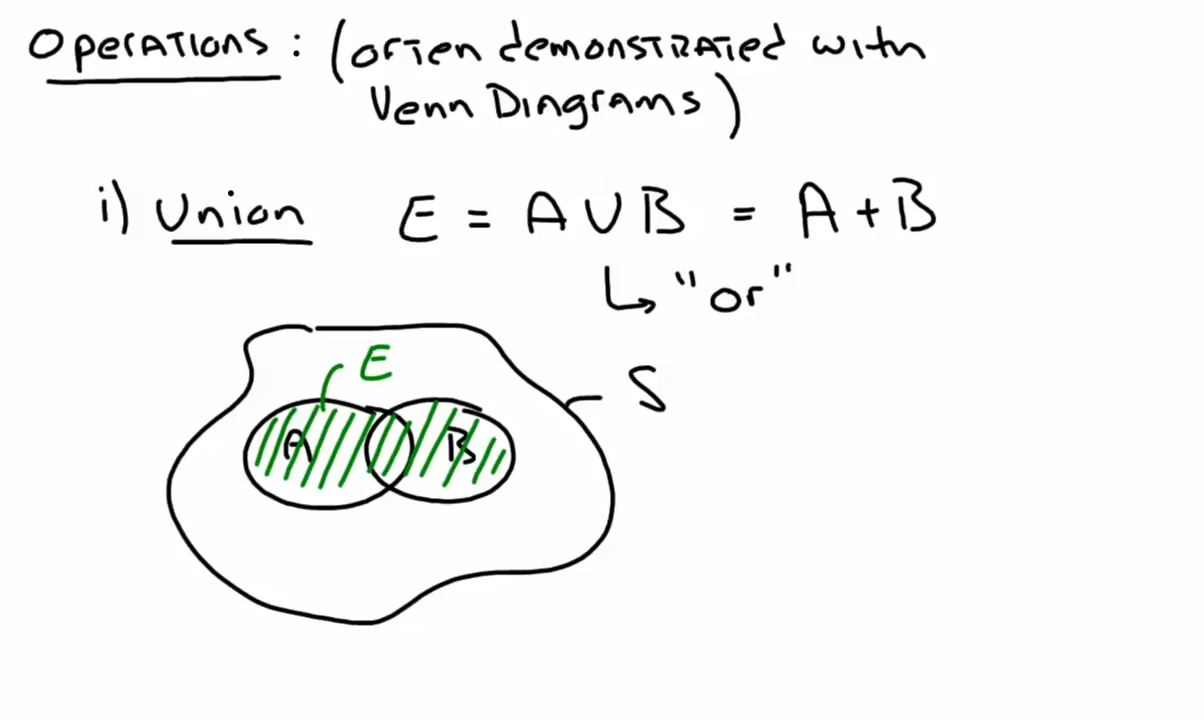 Operations: (often demonstrated with
Venn Diagrams)
i) Union E = A ∪ B = A + B
↳ "or"
E
S
A B